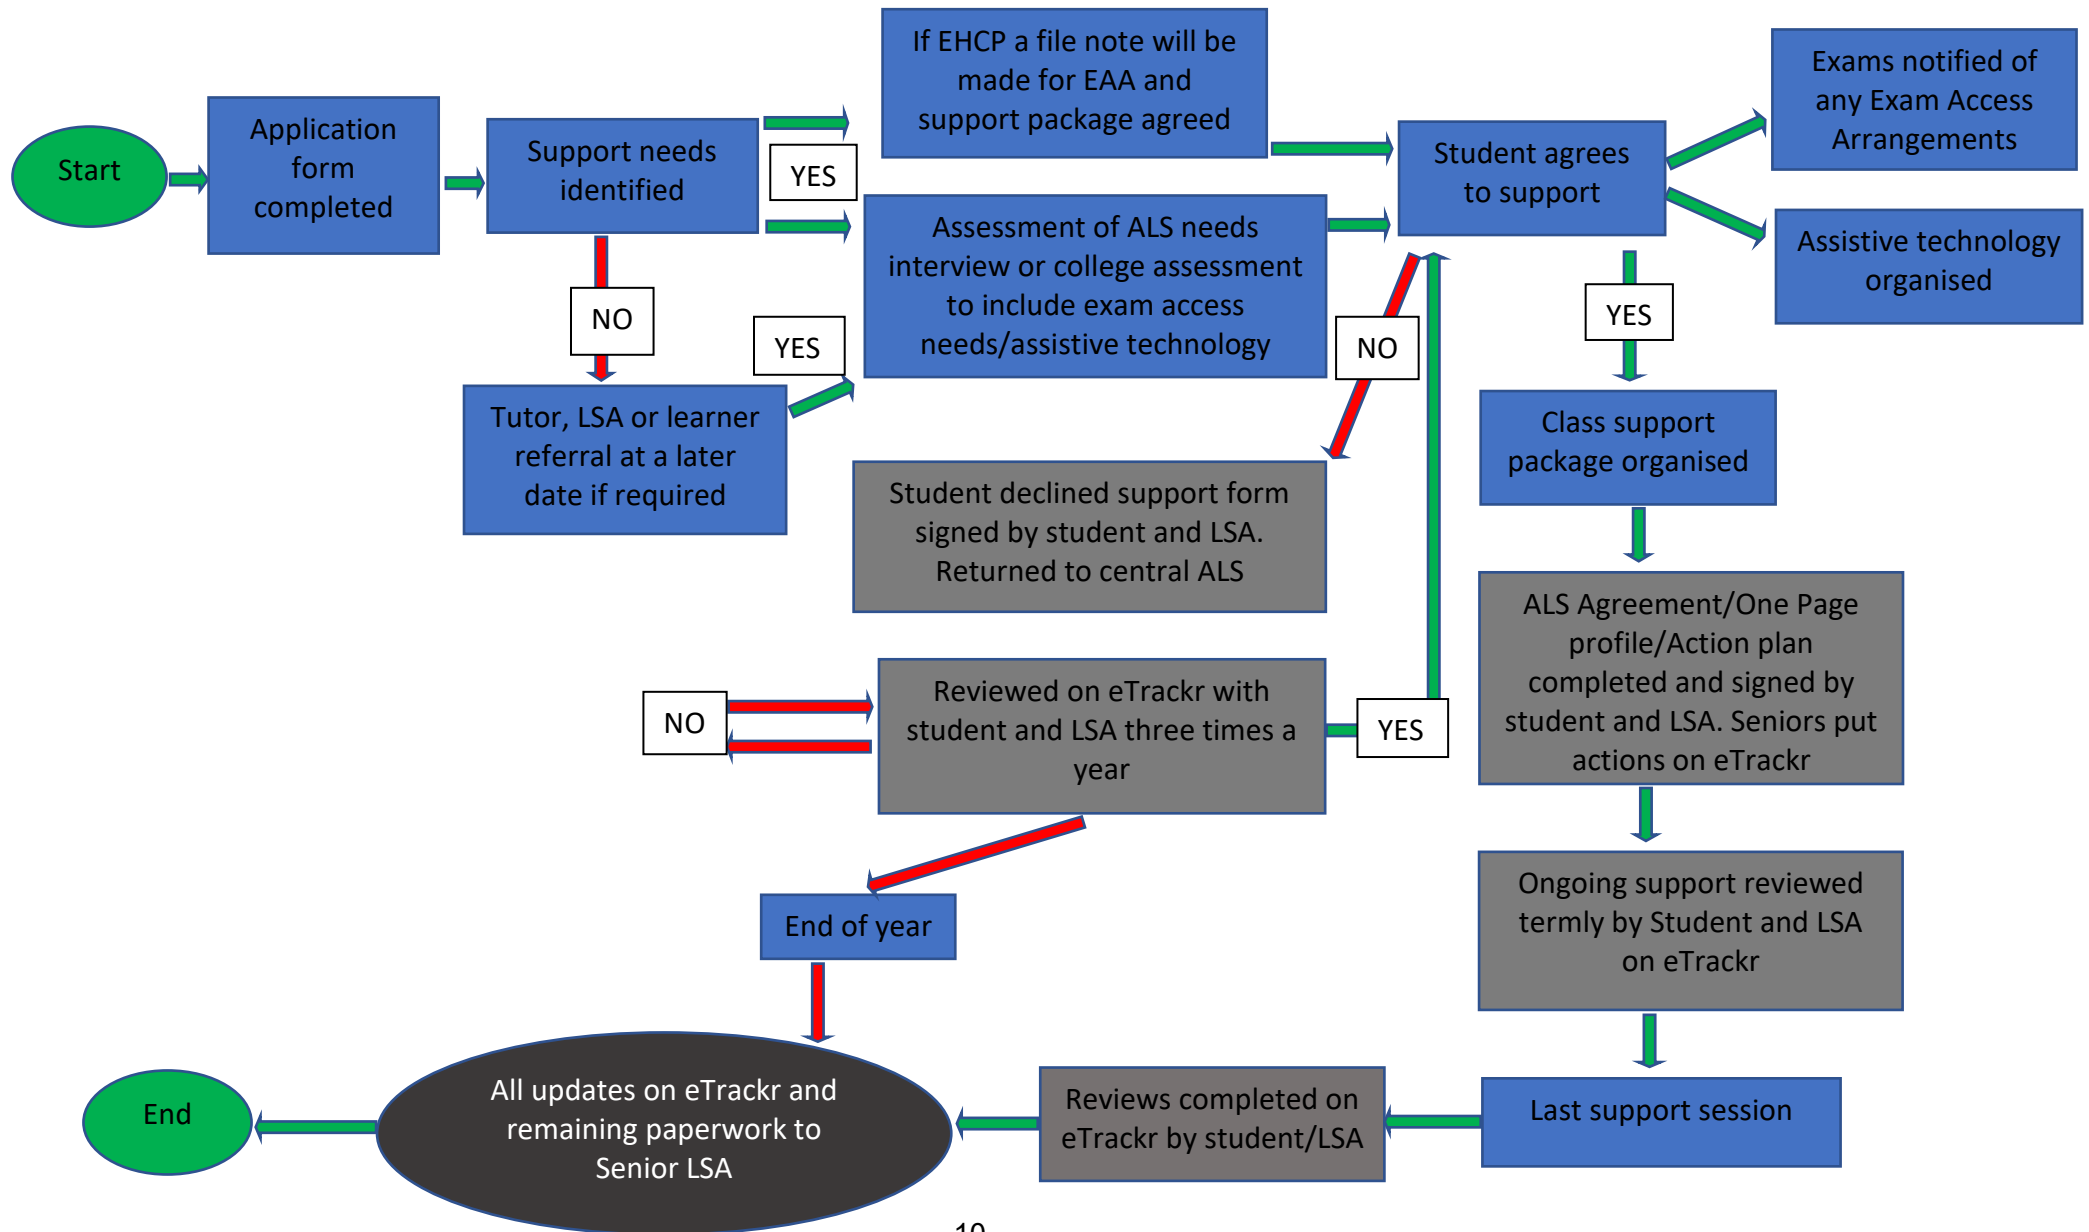 Start
Application
form
completed
Support needs
identified
YES
If EHCP a file note will be
made for EAA and
support package agreed
Student agrees
to support
Exams notified of
any Exam Access
Arrangements
Assistive technology
organised
Assessment of ALS needs
interview or college assessment
to include exam access
needs/assistive technology
NO
YES
NO
YES
Tutor, LSA or learner
referral at a later
date if required
Student declined support form
signed by student and LSA.
Returned to central ALS
Class support
package organised
ALS Agreement/One Page
profile/Action plan
completed and signed by
student and LSA. Seniors put
actions on eTrackr
NO
Reviewed on eTrackr with
student and LSA three times a
year
YES
Ongoing support reviewed
termly by Student and LSA
on eTrackr
End of year
End
All updates on eTrackr and
remaining paperwork to
Senior LSA
Reviews completed on
eTrackr by student/LSA
Last support session
10